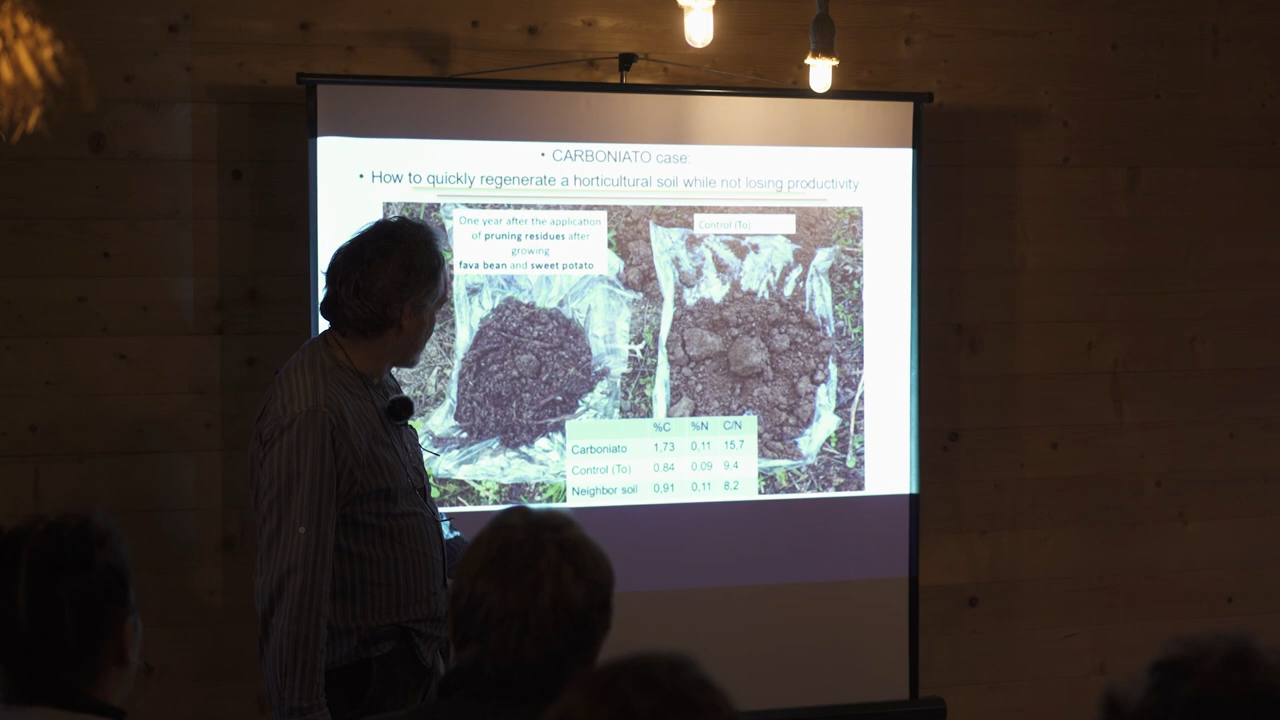 • CARBONIATO case:
• How to quickly regenerate a horticultural soil while not losing productivity
One year after the application
of pruning residues after
growing
fava bean and sweet potato
Control (To)
%C %N C/N
Carboniato 1,73 0,11 15,7
Control (To) 0.84 0.09 9.4
Neighbor soil 0,91 0,11 8,2